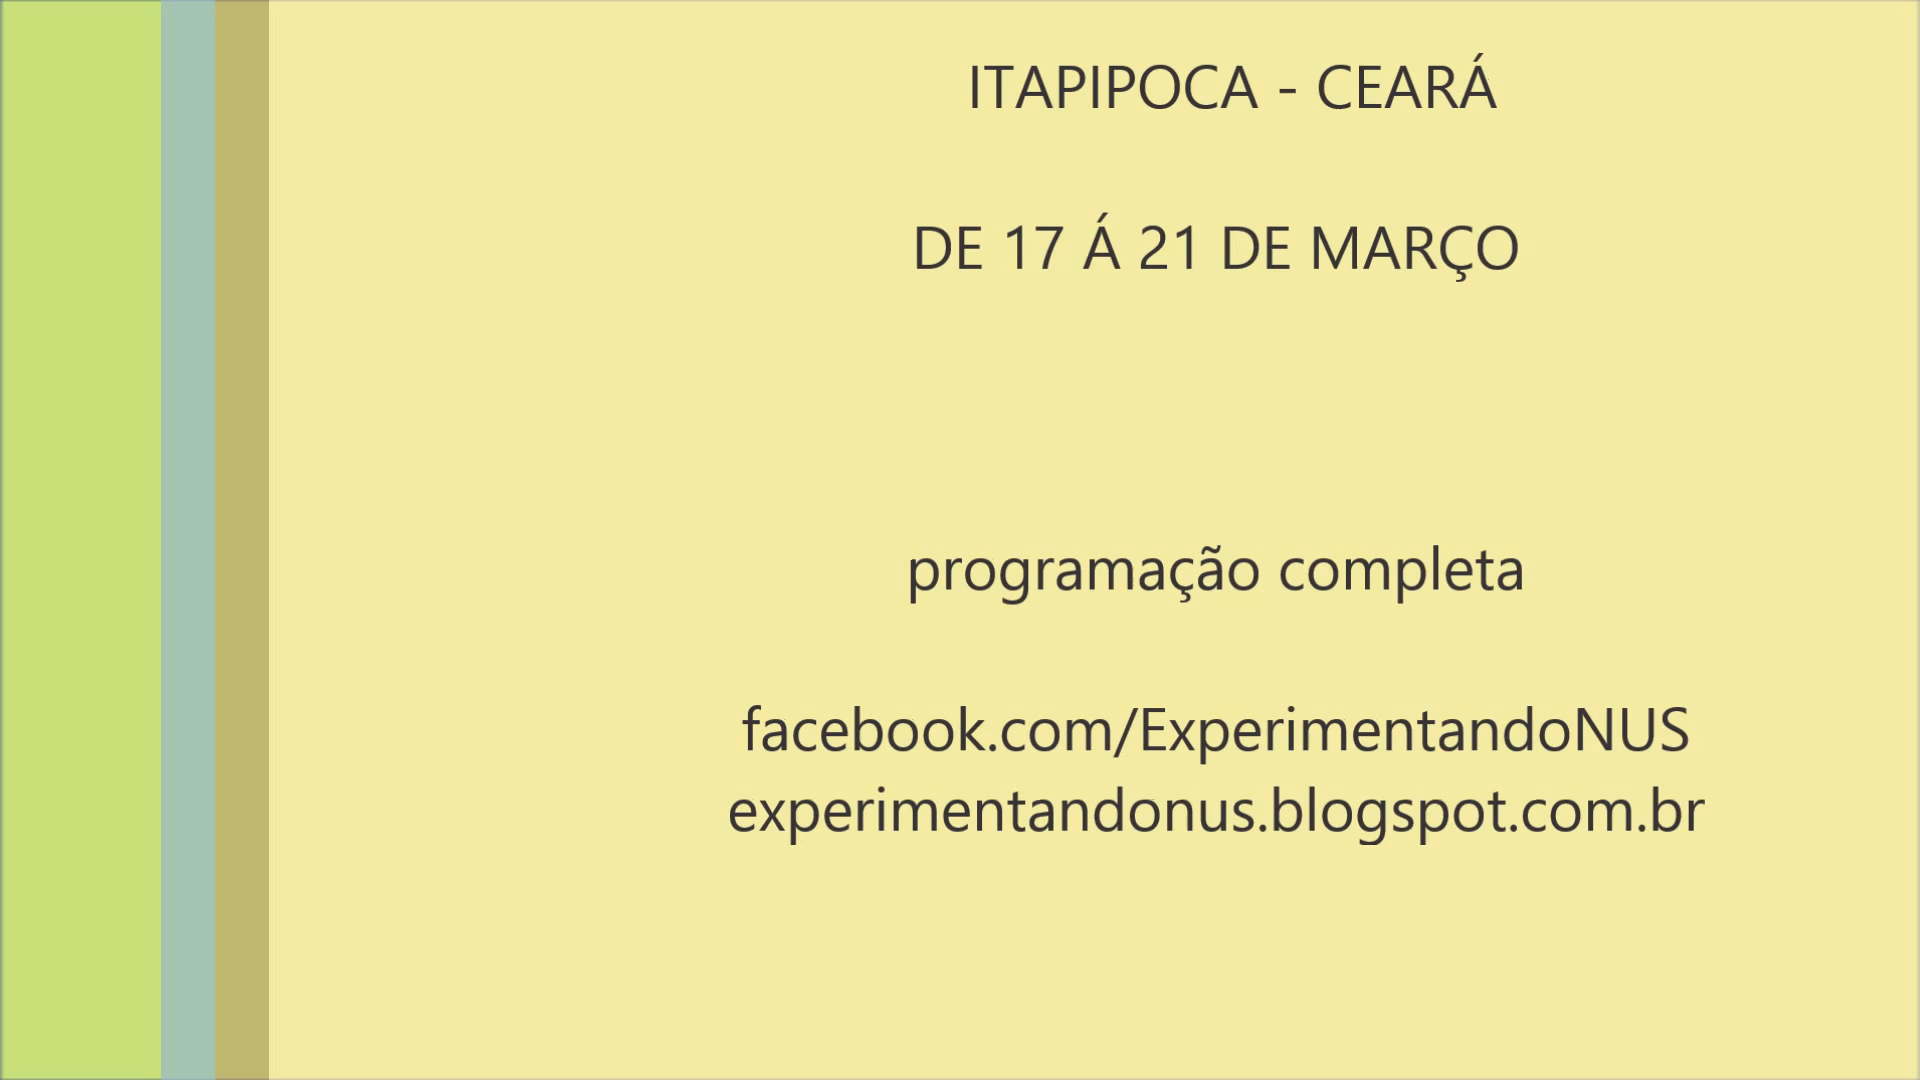 ITAPIPOCA - CEARÁ
DE 17 Á 21 DE MARÇO
programação completa
facebook.com/ExperimentandoNUS
experimentandonus.blogspot.com.br